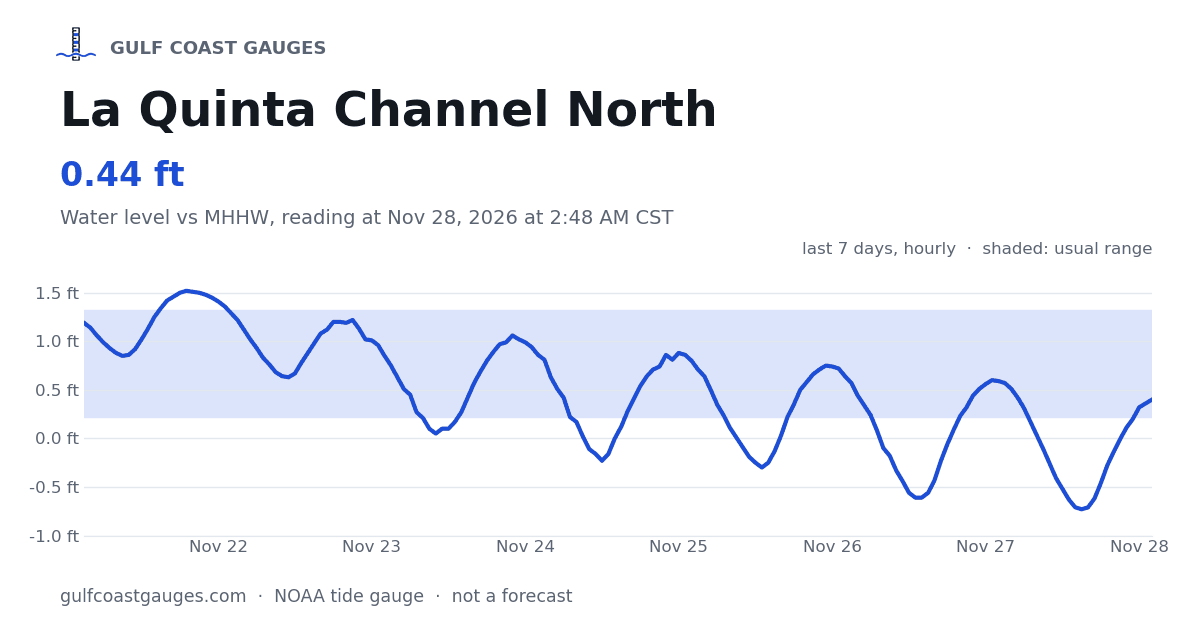 GULF COAST GAUGES
La Quinta Channel North
0.44 ft
Water level vs MHHW, reading at Nov 28, 2026 at 2:48 AM CST
last 7 days, hourly · shaded: usual range
1.5 ft
1.0 ft
0.5 ft
0.0 ft
-0.5 ft
-1.0 ft
Nov 22 Nov 23 Nov 24 Nov 25 Nov 26 Nov 27 Nov 28
gulfcoastgauges.com · NOAA tide gauge · not a forecast